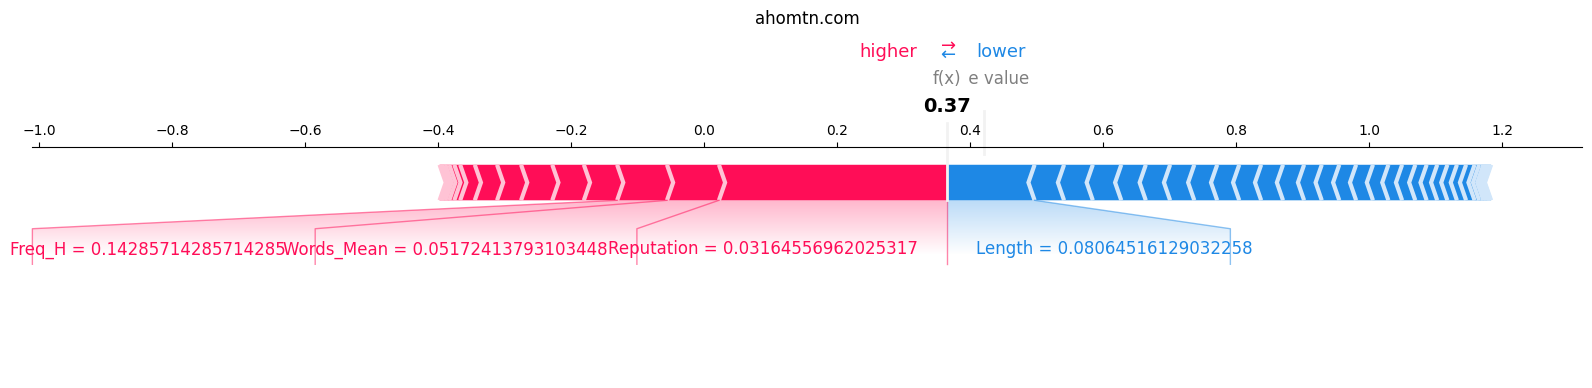 ahomtn.com
higher → ← lower
f(x) e value
0.37
−1.0 −0.8 −0.6 −0.4 −0.2 0.0 0.2 0.4 0.6 0.8 1.0 1.2
Freq_H = 0.14285714285714285 Words_Mean = 0.05172413793103448 Reputation = 0.03164556962025317 Length = 0.08064516129032258